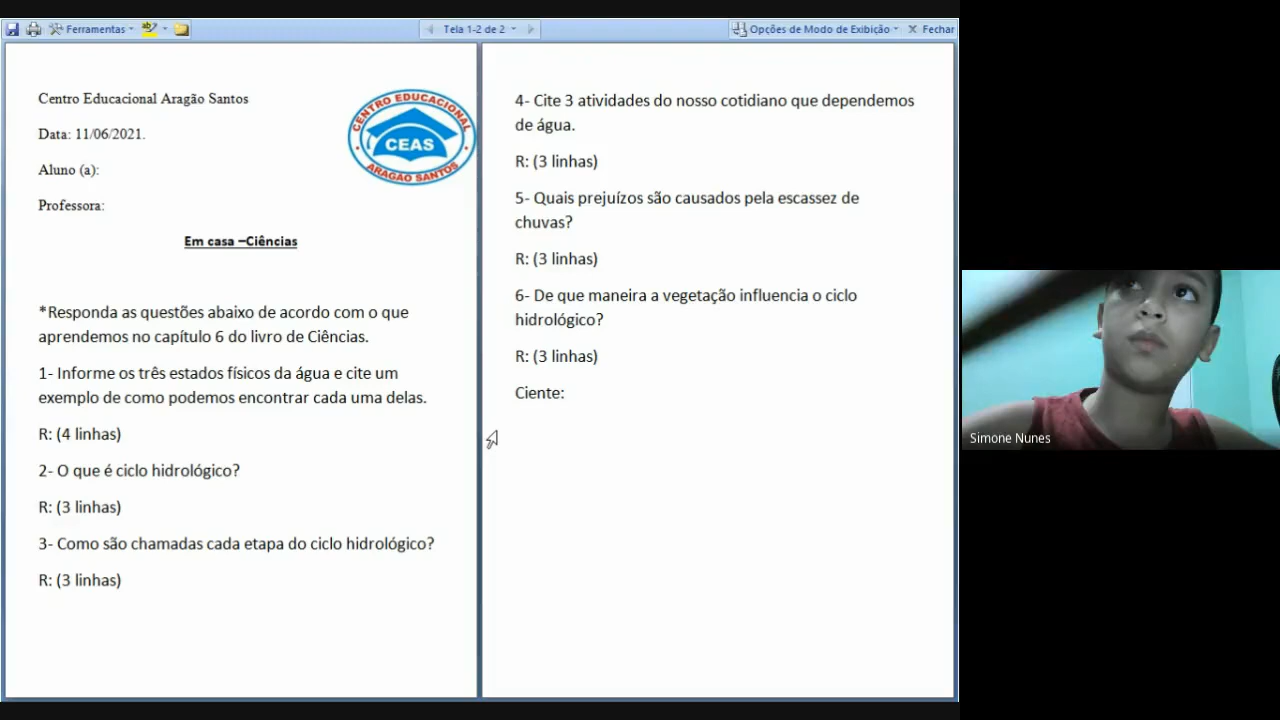 Ferramentas
Tela 1-2 de 2
Opções de Modo de Exibição
Fechar
Centro Educacional Aragão Santos
Data: 11/06/2021.
Aluno (a):
Professora:
CENTRO EDUCACIONAL
CEAS
ARAGÃO SANTOS
Em casa –Ciências
*Responda as questões abaixo de acordo com o que
aprendemos no capítulo 6 do livro de Ciências.
1- Informe os três estados físicos da água e cite um
exemplo de como podemos encontrar cada uma delas.
R: (4 linhas)
2- O que é ciclo hidrológico?
R: (3 linhas)
3- Como são chamadas cada etapa do ciclo hidrológico?
R: (3 linhas)
4- Cite 3 atividades do nosso cotidiano que dependemos
de água.
R: (3 linhas)
5- Quais prejuízos são causados pela escassez de
chuvas?
R: (3 linhas)
6- De que maneira a vegetação influencia o ciclo
hidrológico?
R: (3 linhas)
Ciente:
Simone Nunes